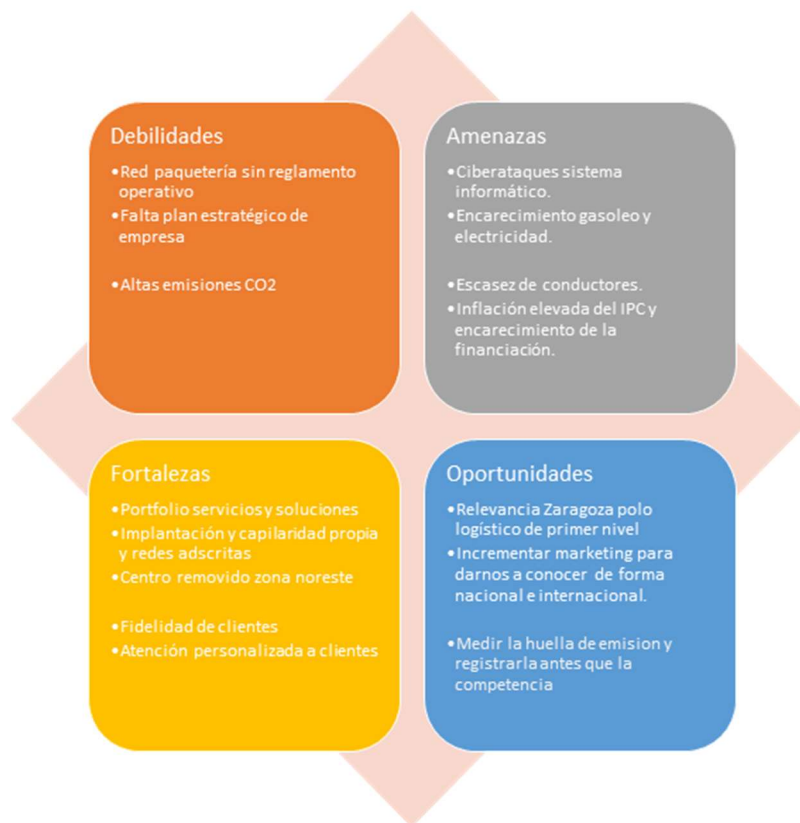 Debilidades
•Red paquetería sin reglamento
operativo
•Falta plan estratégico de
empresa
•Altas emisiones CO2
Amenazas
•Ciberataques sistema
informático.
•Encarecimiento gasoleo y
electricidad.
•Escasez de conductores.
•Inflación elevada del IPC y
encarecimiento de la
financiación.
Fortalezas
•Portfolio servicios y soluciones
•Implantación y capilaridad propia
y redes adscritas
•Centro removido zona noreste
•Fidelidad de clientes
•Atención personalizada a clientes
Oportunidades
•Relevancia Zaragoza polo
logístico de primer nivel
•Incrementar marketing para
darnos a conocer de forma
nacional e internacional.
•Medir la huella de emision y
registrarla antes que la
competencia